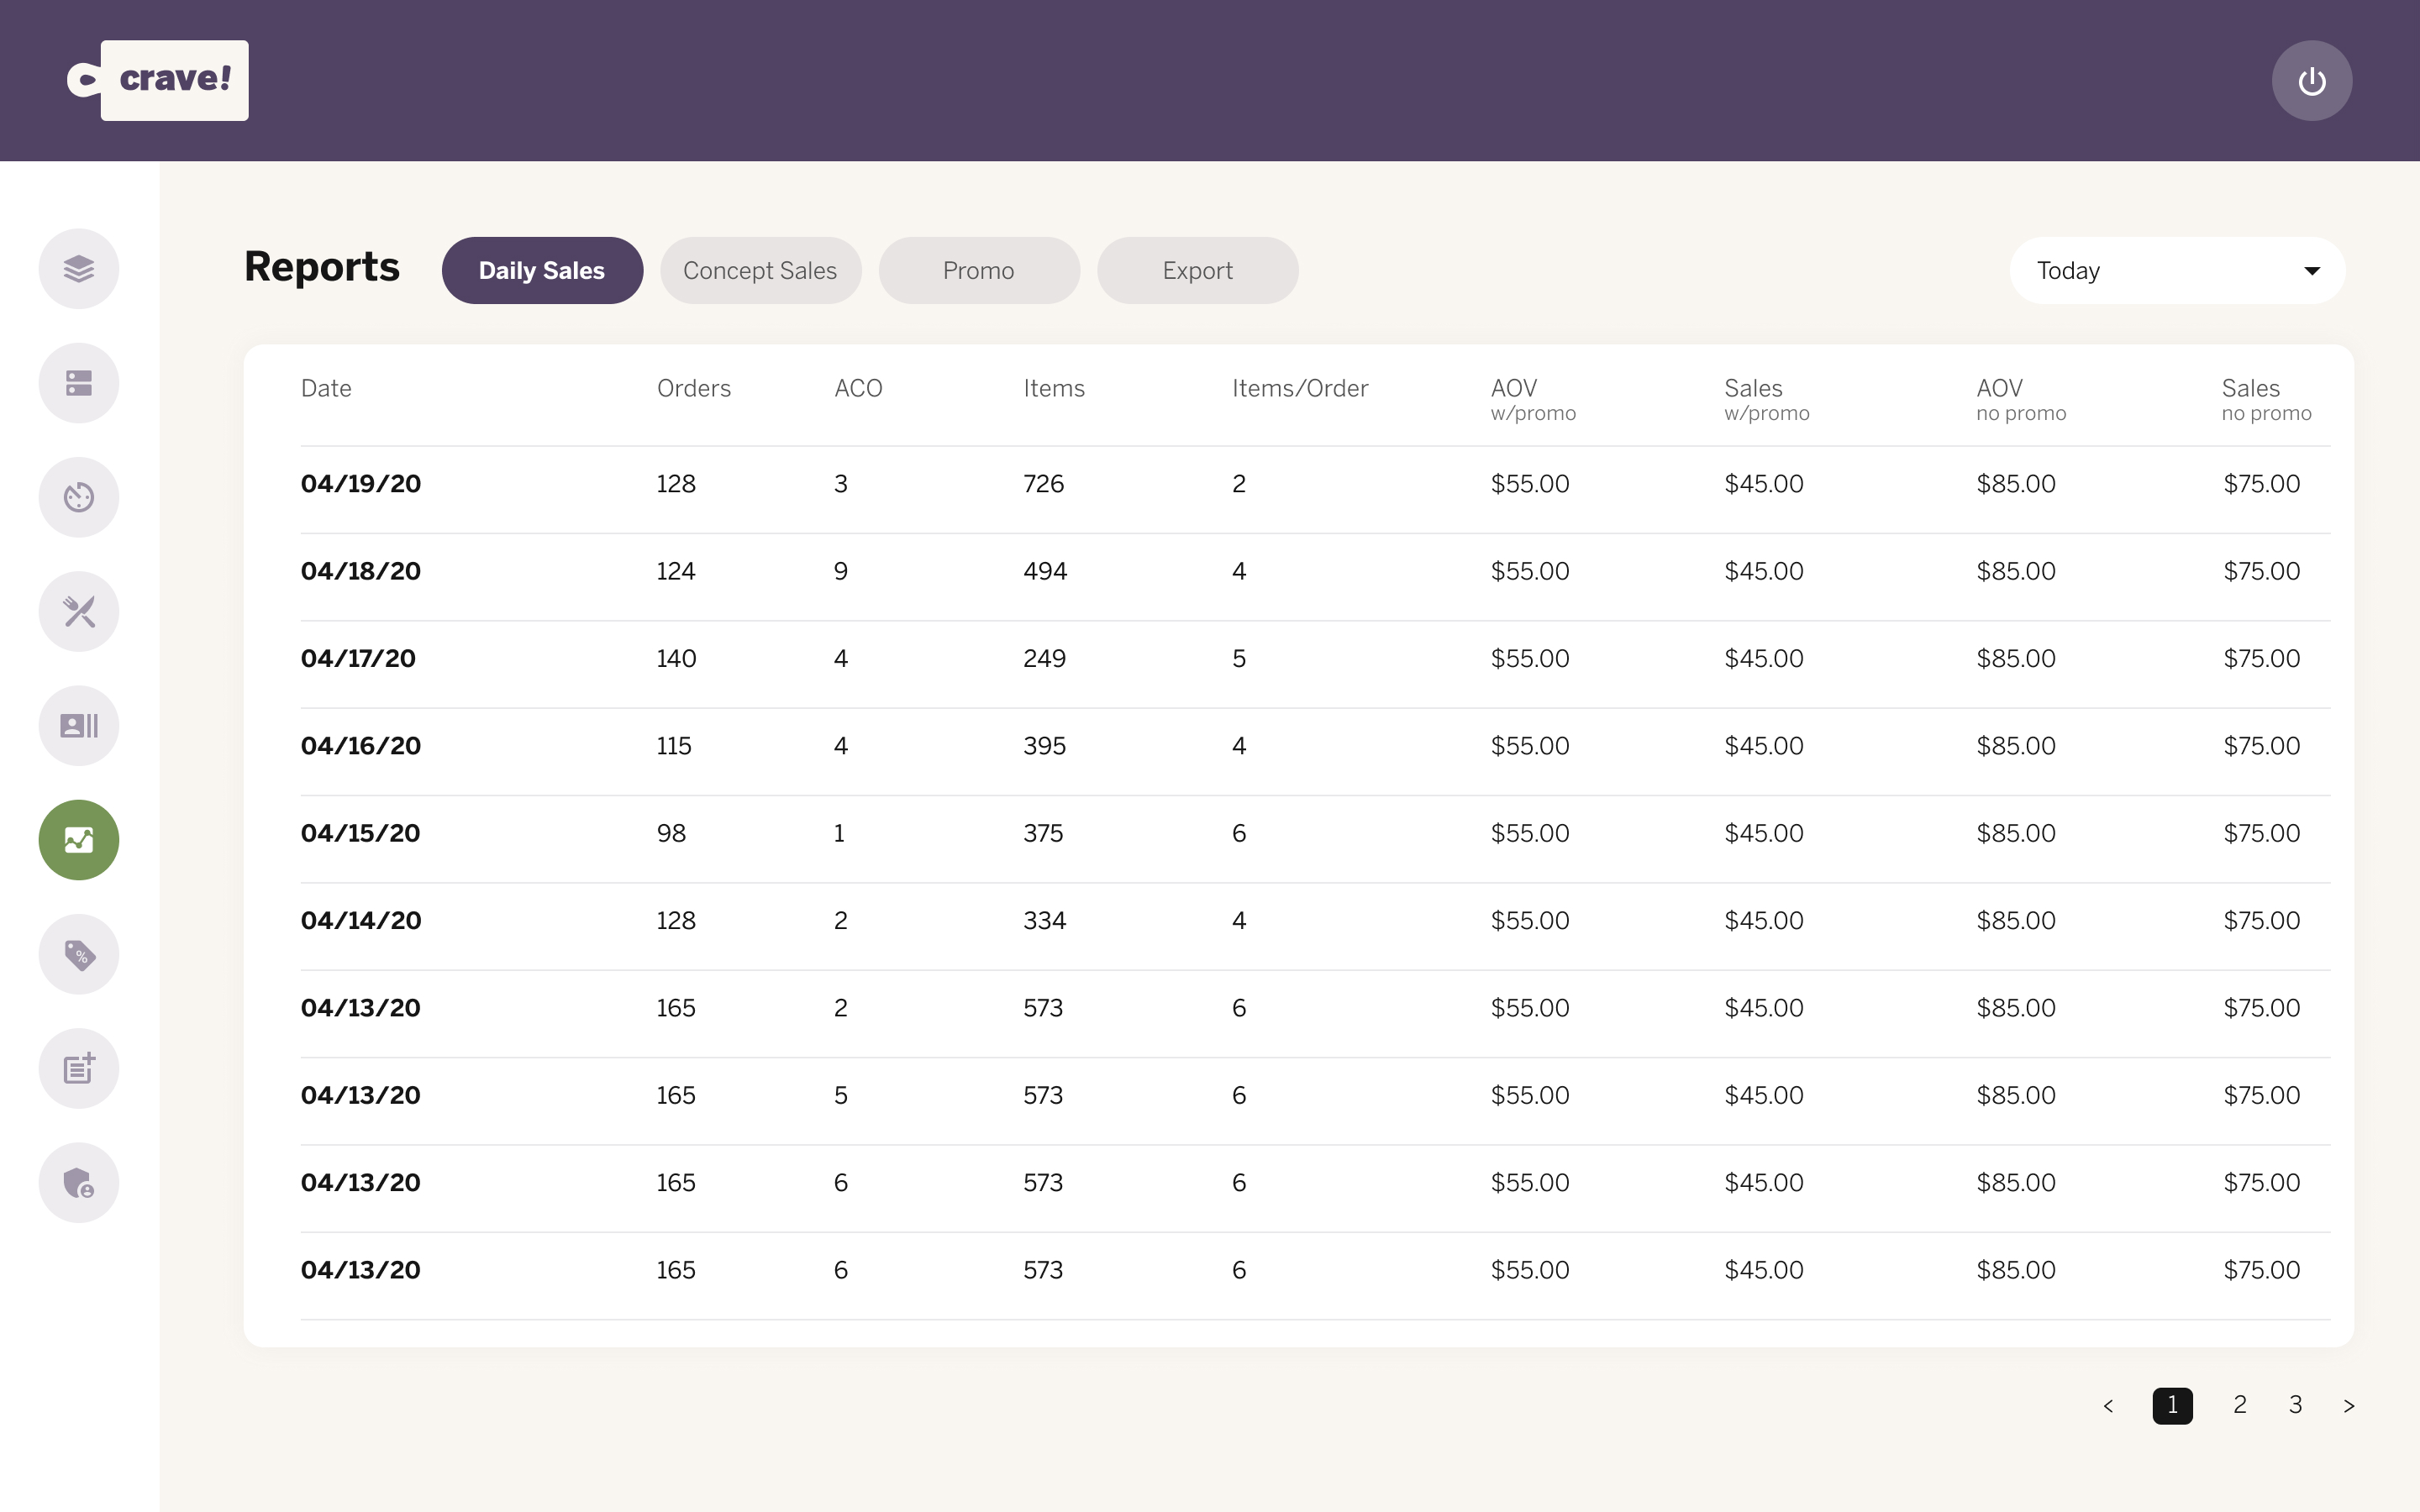 crave!
Reports Daily Sales Concept Sales Promo Export Today
Date Orders ACO Items Items/Order AOV Sales AOV Sales
w/promo w/promo no promo no promo
04/19/20 128 3 726 2 $55.00 $45.00 $85.00 $75.00
04/18/20 124 9 494 4 $55.00 $45.00 $85.00 $75.00
04/17/20 140 4 249 5 $55.00 $45.00 $85.00 $75.00
04/16/20 115 4 395 4 $55.00 $45.00 $85.00 $75.00
04/15/20 98 1 375 6 $55.00 $45.00 $85.00 $75.00
04/14/20 128 2 334 4 $55.00 $45.00 $85.00 $75.00
04/13/20 165 2 573 6 $55.00 $45.00 $85.00 $75.00
04/13/20 165 5 573 6 $55.00 $45.00 $85.00 $75.00
04/13/20 165 6 573 6 $55.00 $45.00 $85.00 $75.00
04/13/20 165 6 573 6 $55.00 $45.00 $85.00 $75.00
< 1 2 3 >